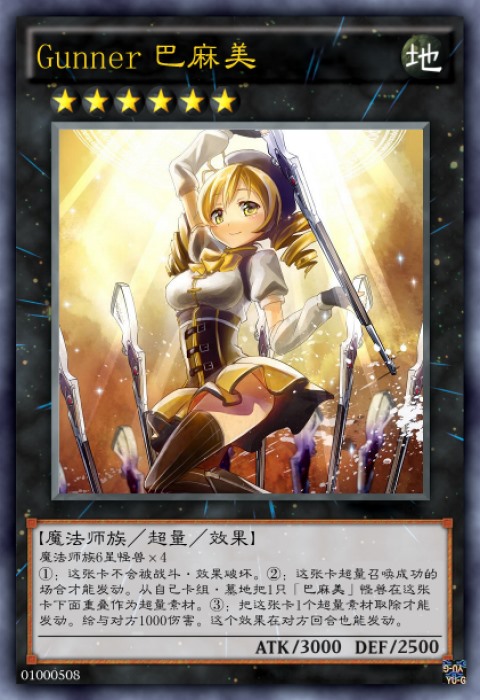 Gunner 巴麻美
地
【魔法师族／超量／效果】
魔法师族6星怪兽×4
①：这张卡不会被战斗·效果破坏。②：这张卡超量召唤成功的
场合才能发动。从自己卡组·墓地把1只「巴麻美」怪兽在这张
卡下面重叠作为超量素材。③：把这张卡1个超量素材取除才能
发动。给与对方1000伤害。这个效果在对方回合也能发动。
ATK/3000 DEF/2500
01000508